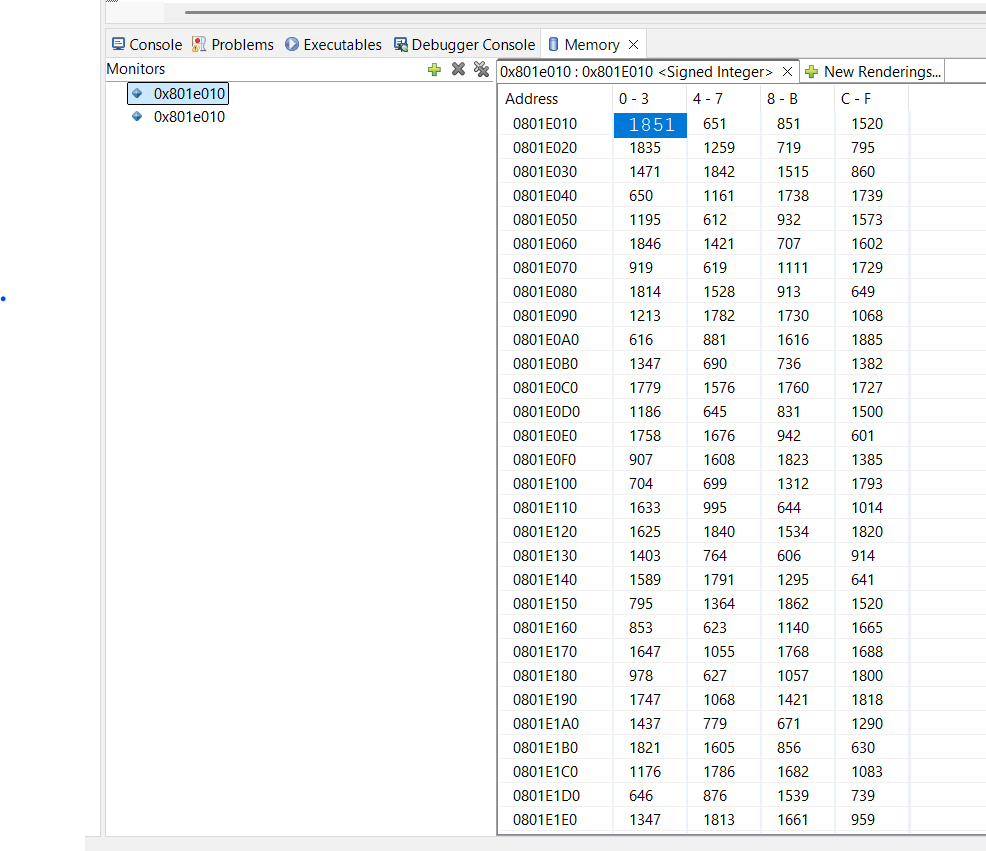 Console Problems Executables Debugger Console Memory
Monitors
0x801e010
0x801e010
0x801e010 : 0x801E010 <Signed Integer> New Renderings...
Address 0 - 3 4 - 7 8 - B C - F
0801E010 1851 651 851 1520
0801E020 1835 1259 719 795
0801E030 1471 1842 1515 860
0801E040 650 1161 1738 1739
0801E050 1195 612 932 1573
0801E060 1846 1421 707 1602
0801E070 919 619 1111 1729
0801E080 1814 1528 913 649
0801E090 1213 1782 1730 1068
0801E0A0 616 881 1616 1885
0801E0B0 1347 690 736 1382
0801E0C0 1779 1576 1760 1727
0801E0D0 1186 645 831 1500
0801E0E0 1758 1676 942 601
0801E0F0 907 1608 1823 1385
0801E100 704 699 1312 1793
0801E110 1633 995 644 1014
0801E120 1625 1840 1534 1820
0801E130 1403 764 606 914
0801E140 1589 1791 1295 641
0801E150 795 1364 1862 1520
0801E160 853 623 1140 1665
0801E170 1647 1055 1768 1688
0801E180 978 627 1057 1800
0801E190 1747 1068 1421 1818
0801E1A0 1437 779 671 1290
0801E1B0 1821 1605 856 630
0801E1C0 1176 1786 1682 1083
0801E1D0 646 876 1539 739
0801E1E0 1347 1813 1661 959